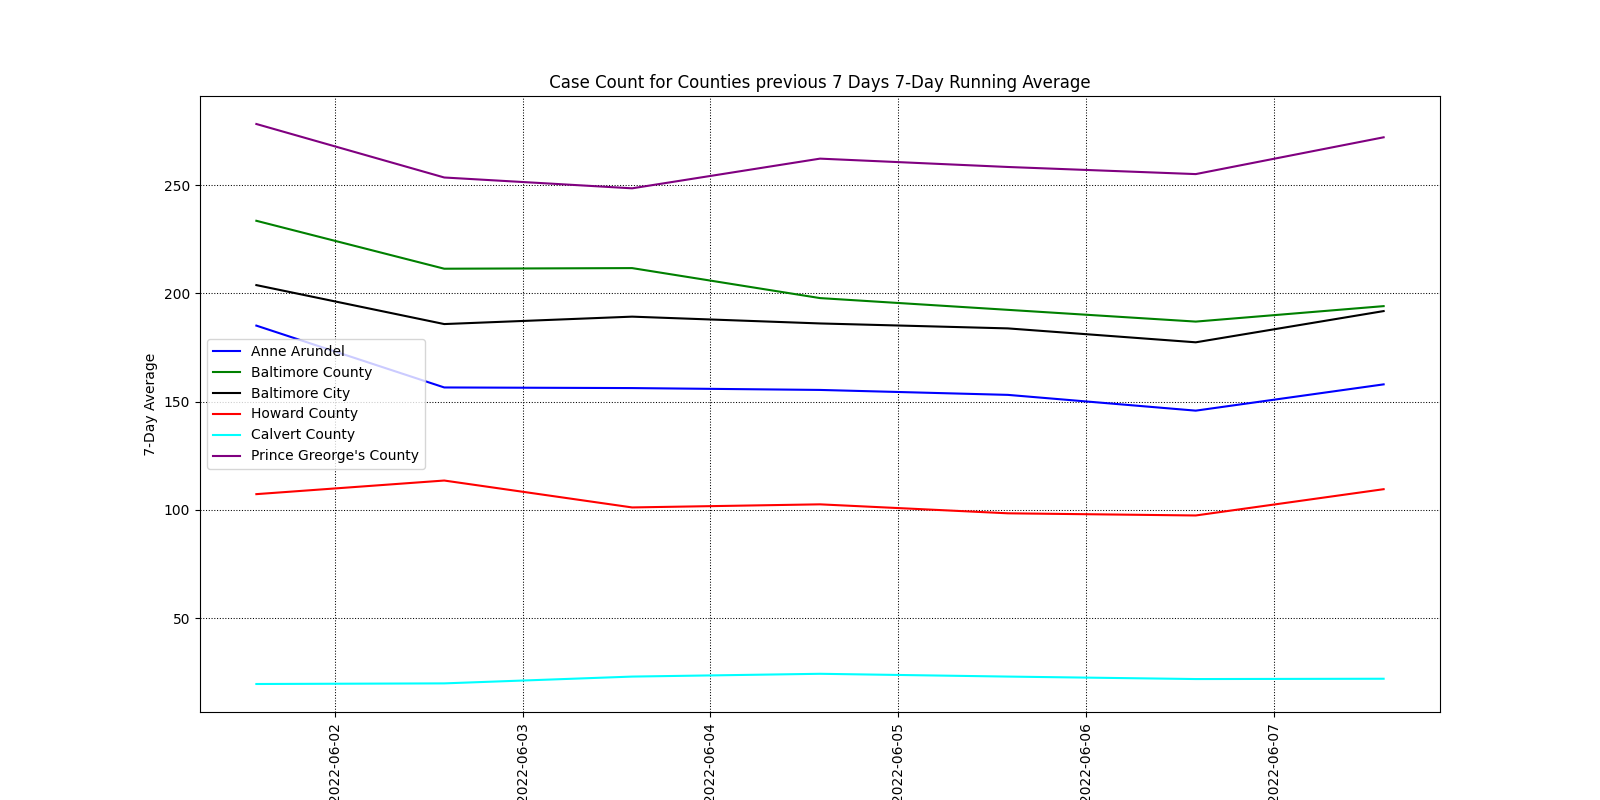 Case Count for Counties previous 7 Days 7-Day Running Average
7-Day Average
250
200
150
100
50
Anne Arundel
Baltimore County
Baltimore City
Howard County
Calvert County
Prince Greorge's County
2022-06-02
2022-06-03
2022-06-04
2022-06-05
2022-06-06
2022-06-07